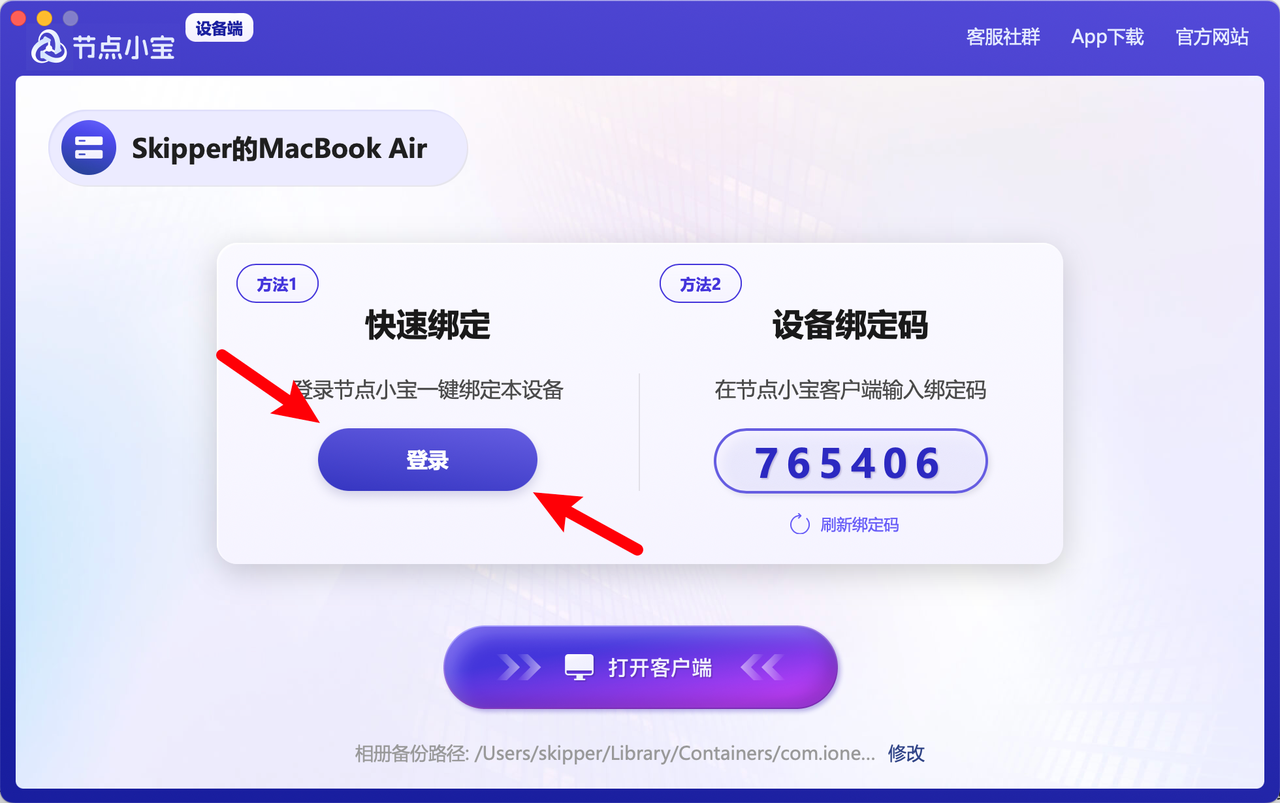 节点小宝 设备端 客服社群 App下载 官方网站
Skipper的MacBook Air
方法1
快速绑定
登录节点小宝一键绑定本设备
登录
方法2
设备绑定码
在节点小宝客户端输入绑定码
765406
刷新绑定码
打开客户端
相册备份路径: /Users/skipper/Library/Containers/com.ione... 修改